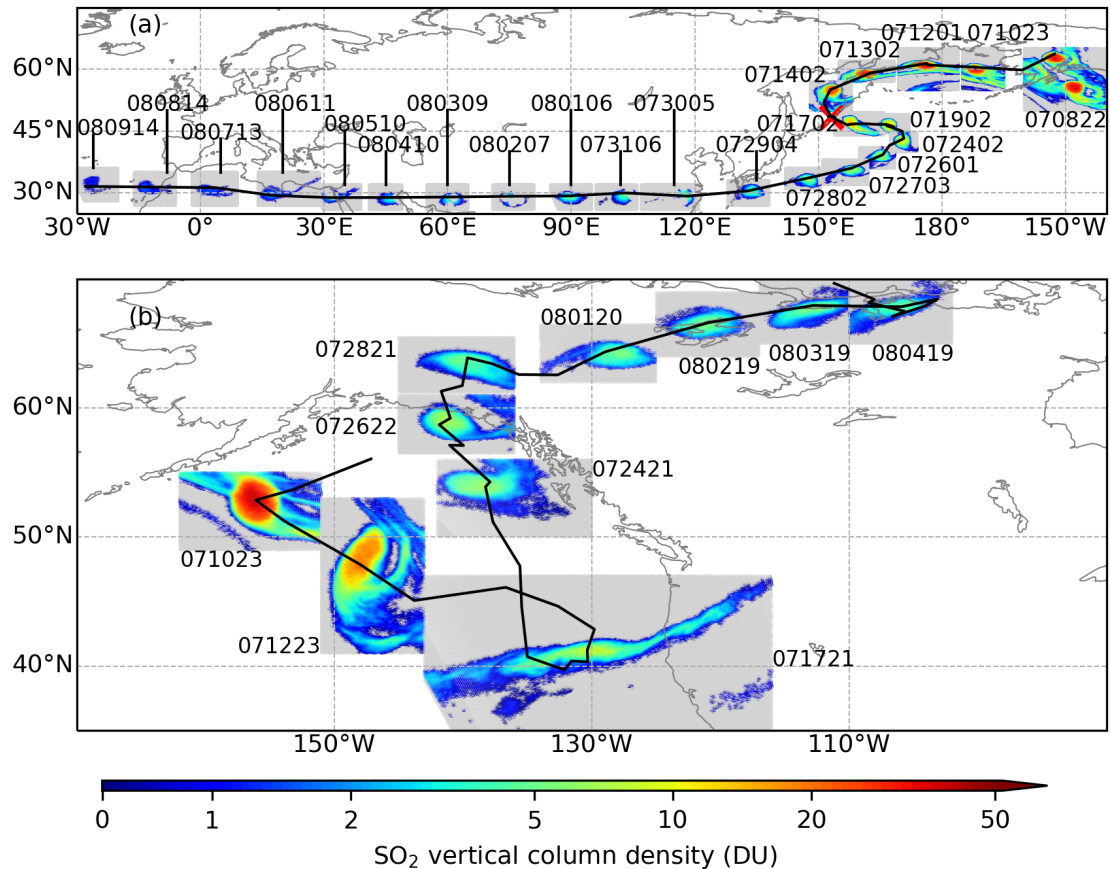 (a)
071201 071023
071302
60°N
071402
080814 080611 080309 080106 073005
070822
080914 080510 071702 071902
45°N
080713 080410 080207 073106 072904 072402
072601
072703
30°N
072802
30°W 0°E 30°E 60°E 90°E 120°E 150°E 180°W 150°W
(b)
080120
072821
080219 080319 080419
60°N
072622
072421
50°N
071023
071223
071721
40°N
150°W 130°W 110°W
0 1 2 5 10 20 50
SO₂ vertical column density (DU)